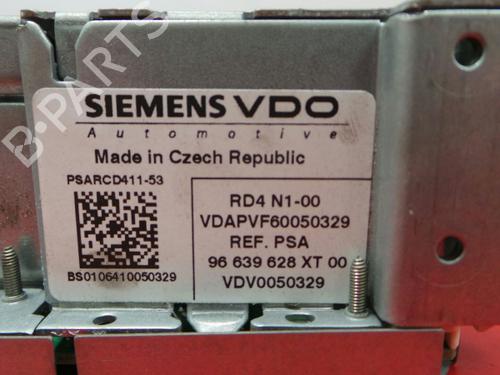 SIEMENS VDO
Automotive
Made in Czech Republic
PSARCD411-53
BS0106410050329
RD4 N1-00
VDAPVF60050329
REF. PSA
96 639 628 XT 00
VDV0050329